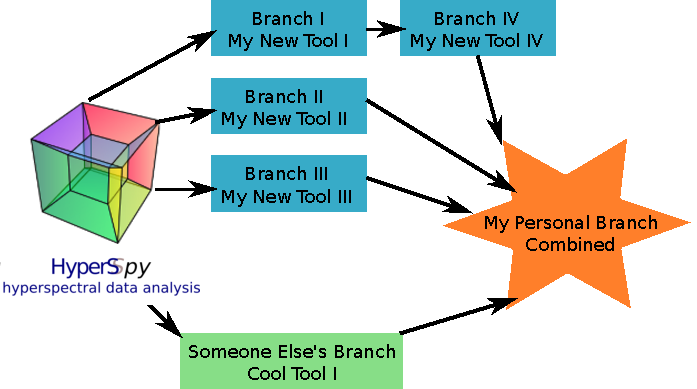 Branch I
My New Tool I
Branch IV
My New Tool IV
Branch II
My New Tool II
Branch III
My New Tool III
My Personal Branch
Combined
HyperSSpy
hyperspectral data analysis
Someone Else's Branch
Cool Tool I